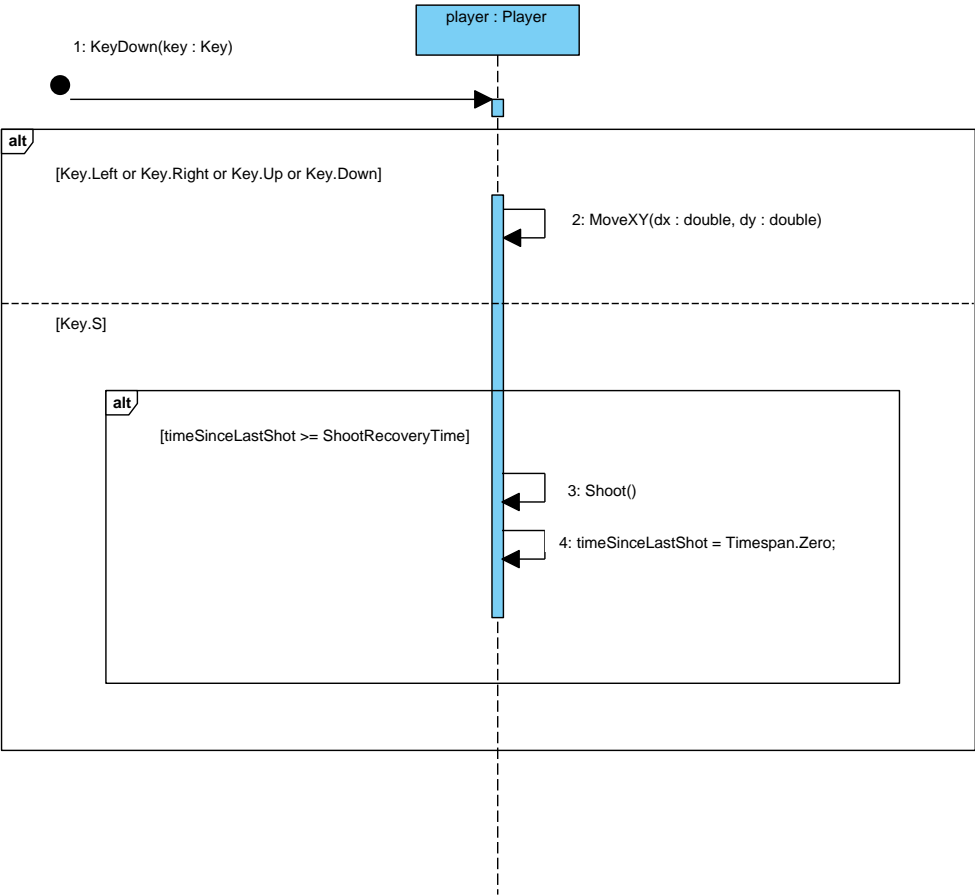 player : Player
1: KeyDown(key : Key)
alt
[Key.Left or Key.Right or Key.Up or Key.Down]
2: MoveXY(dx : double, dy : double)
[Key.S]
alt
[timeSinceLastShot >= ShootRecoveryTime]
3: Shoot()
4: timeSinceLastShot = Timespan.Zero;